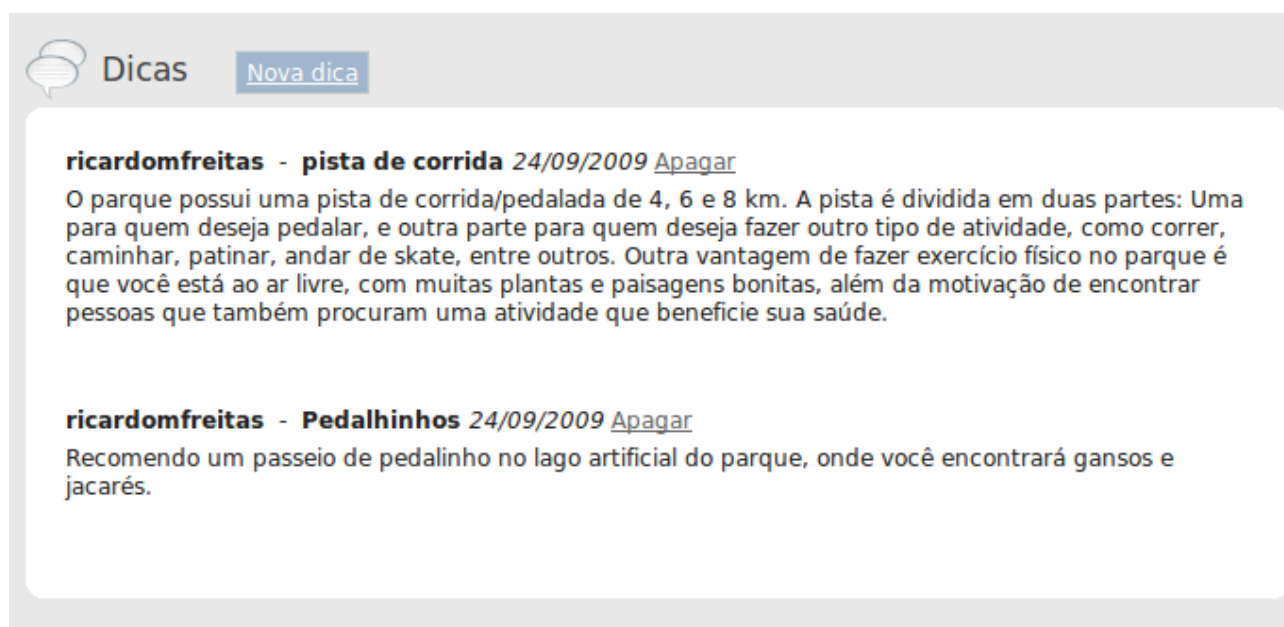 Dicas Nova dica
ricardomfreitas - pista de corrida 24/09/2009 Apagar
O parque possui uma pista de corrida/pedalada de 4, 6 e 8 km. A pista é dividida em duas partes: Uma
para quem deseja pedalar, e outra parte para quem deseja fazer outro tipo de atividade, como correr,
caminhar, patinar, andar de skate, entre outros. Outra vantagem de fazer exercício físico no parque é
que você está ao ar livre, com muitas plantas e paisagens bonitas, além da motivação de encontrar
pessoas que também procuram uma atividade que beneficie sua saúde.
ricardomfreitas - Pedalhinhos 24/09/2009 Apagar
Recomendo um passeio de pedalinho no lago artificial do parque, onde você encontrará gansos e
jacarés.